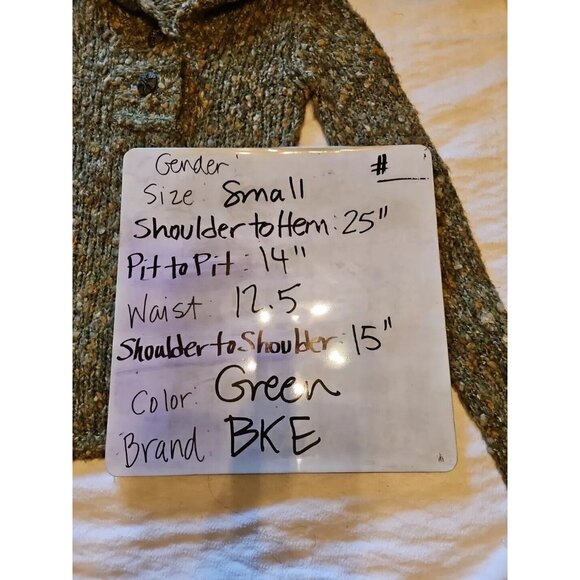 Gender: #
Size: Small
Shoulder to Hem: 25"
Pit to Pit: 14"
Waist: 12.5
Shoulder to Shoulder: 15"
Color: Green
Brand: BKE